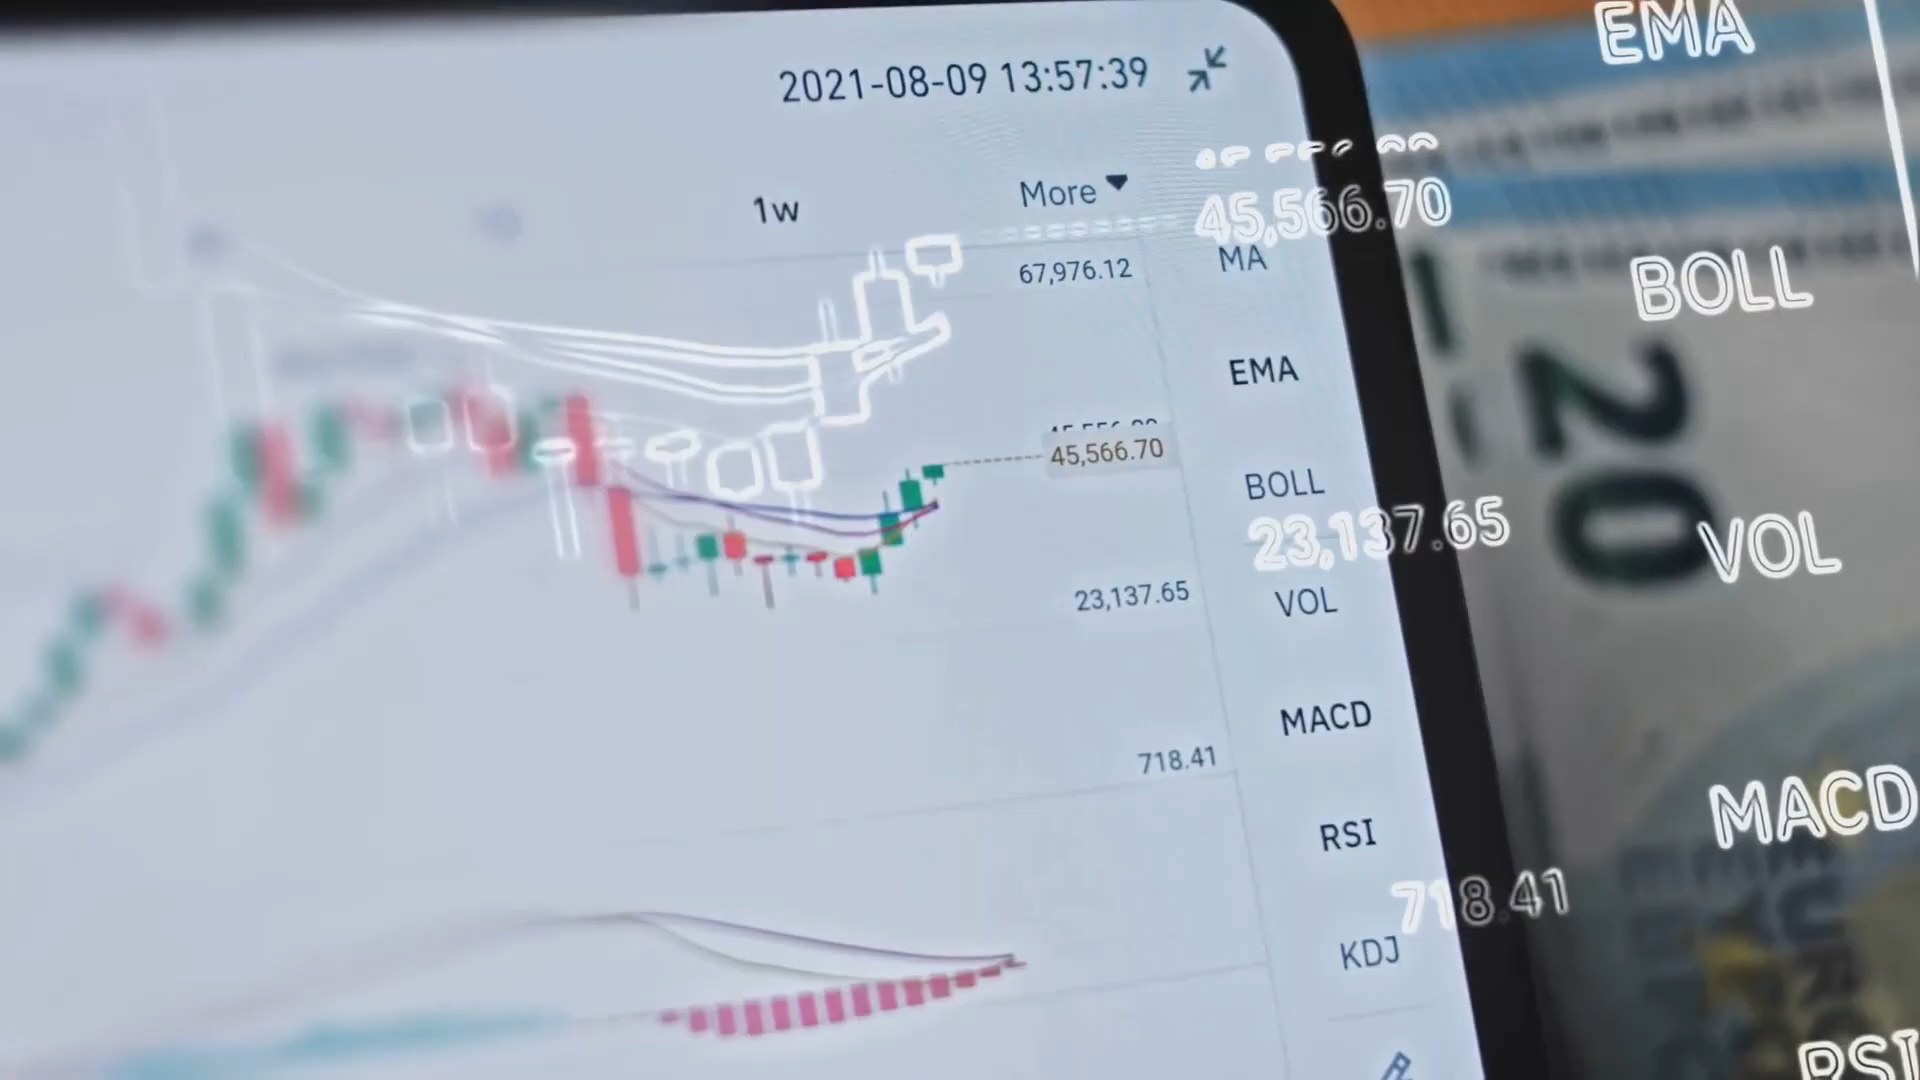 2021-08-09 13:57:39
1w
More
67,976.12
45,566.70
23,137.65
718.41
MA
EMA
BOLL
VOL
MACD
RSI
KDJ
45,566.70
23,137.65
718.41
EMA
BOLL
VOL
MACD
RSI
20